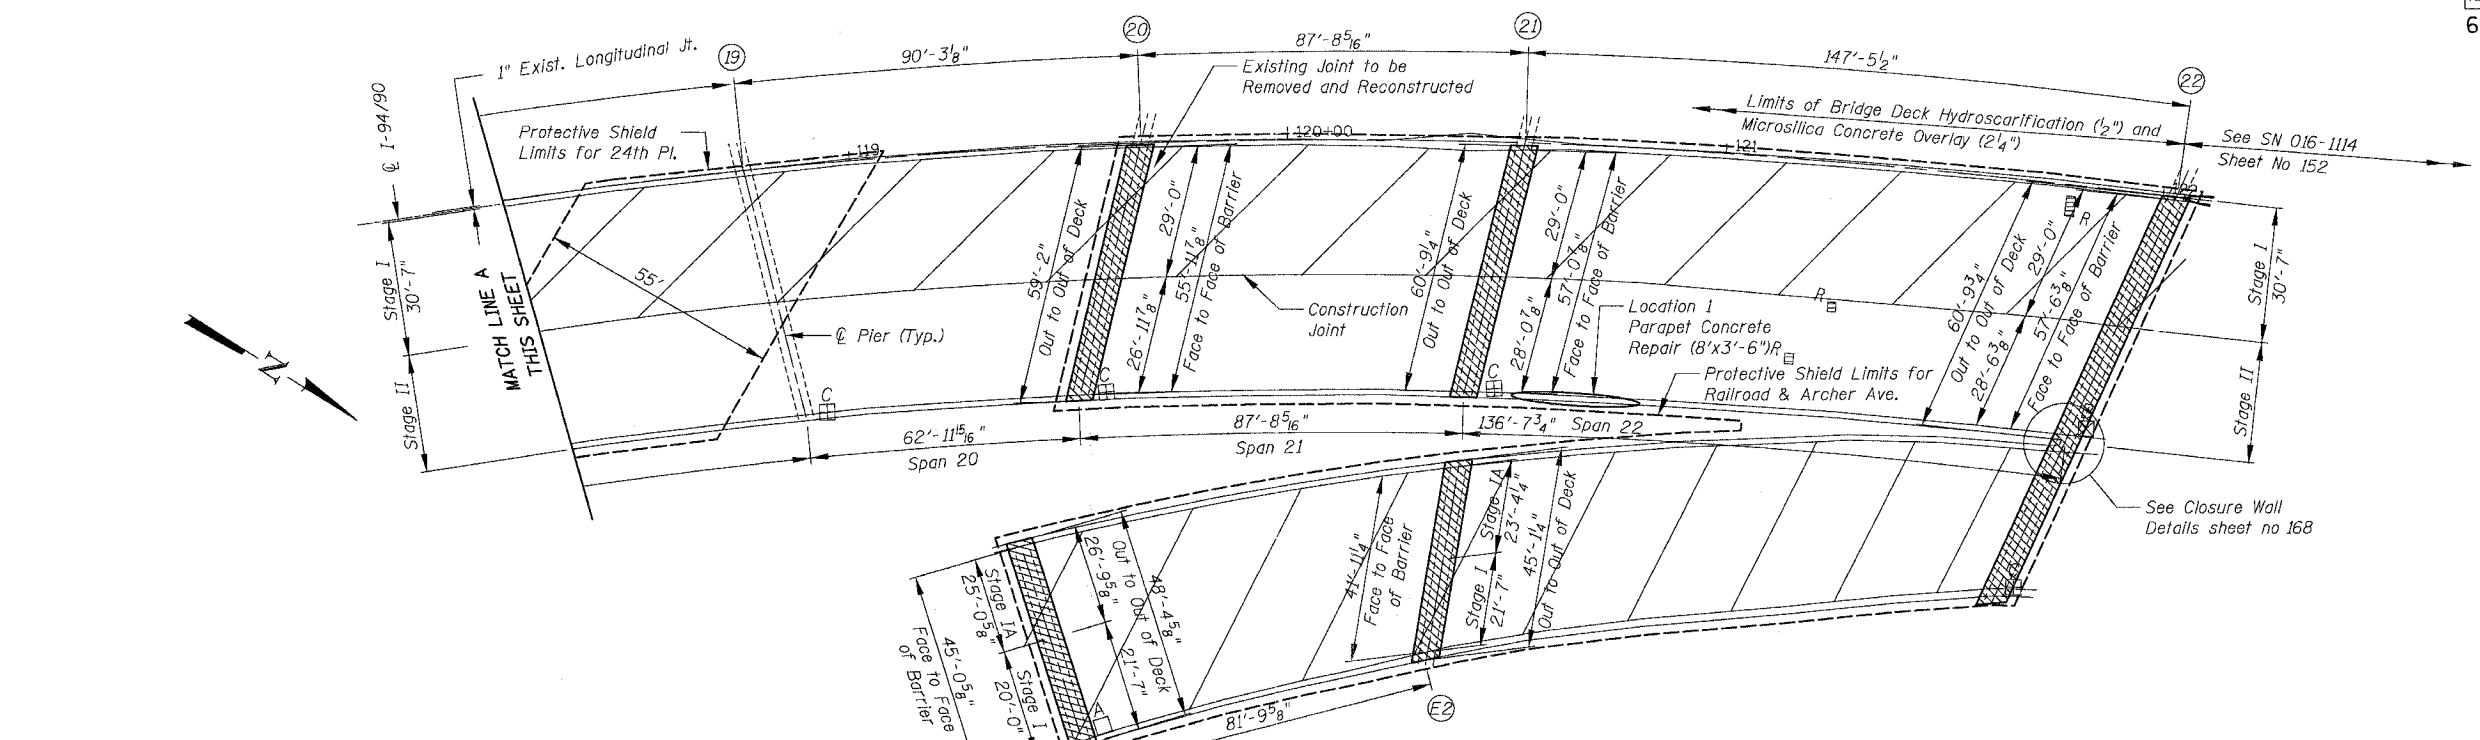 6
19
20
21
22
1" Exist. Longitudinal Jt.
90'-3 1/8"
87'-8 5/16"
147'-5 1/2"
Existing Joint to be
Removed and Reconstructed
Limits of Bridge Deck Hydroscarification (1/2") and
Microsilica Concrete Overlay (2 1/4")
See SN 016-1114
Sheet No 152
℄ I-94/90
Protective Shield
Limits for 24th Pl.
+119
+120+00
+121
Stage I
30'-7"
Stage II
MATCH LINE A
THIS SHEET
55'
℄ Pier (Typ.)
59'-2"
Out to Out of Deck
29'-0"
26'-11 7/8"
55'-11 7/8"
Face to Face of Barrier
Construction
Joint
60'-9 1/4"
Out to Out of Deck
29'-0"
28'-0 7/8"
57'-0 7/8"
Face to Face of Barrier
Location 1
Parapet Concrete
Repair (8'x3'-6")
R
Protective Shield Limits for
Railroad & Archer Ave.
R
R
60'-9 3/4"
Out to Out of Deck
29'-0"
28'-6 3/8"
57'-6 3/8"
Face to Face of Barrier
Stage I
30'-7"
Stage II
N
C
C
C
62'-11 15/16"
Span 20
87'-8 5/16"
Span 21
136'-7 3/4" Span 22
See Closure Wall
Details sheet no 168
Stage IA
25'-0 5/8"
Stage I
20'-0"
45'-0 5/8"
Face to Face
of Barrier
26'-9 5/8"
21'-7"
48'-4 5/8"
Out to Out of Deck
A
41'-11 1/4"
Face to Face
of Barrier
Stage IA
23'-4 1/4"
Stage I
21'-7"
45'-1 1/4"
Out to Out of Deck
81'-9 5/8"
E2